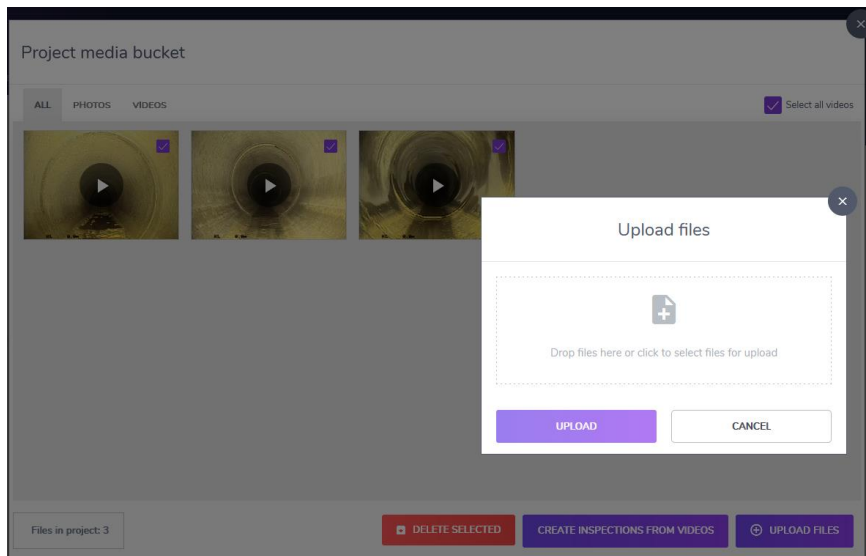 Project media bucket
ALL PHOTOS VIDEOS
Select all videos
Upload files
Drop files here or click to select files for upload
UPLOAD CANCEL
Files in project: 3
DELETE SELECTED
CREATE INSPECTIONS FROM VIDEOS
UPLOAD FILES